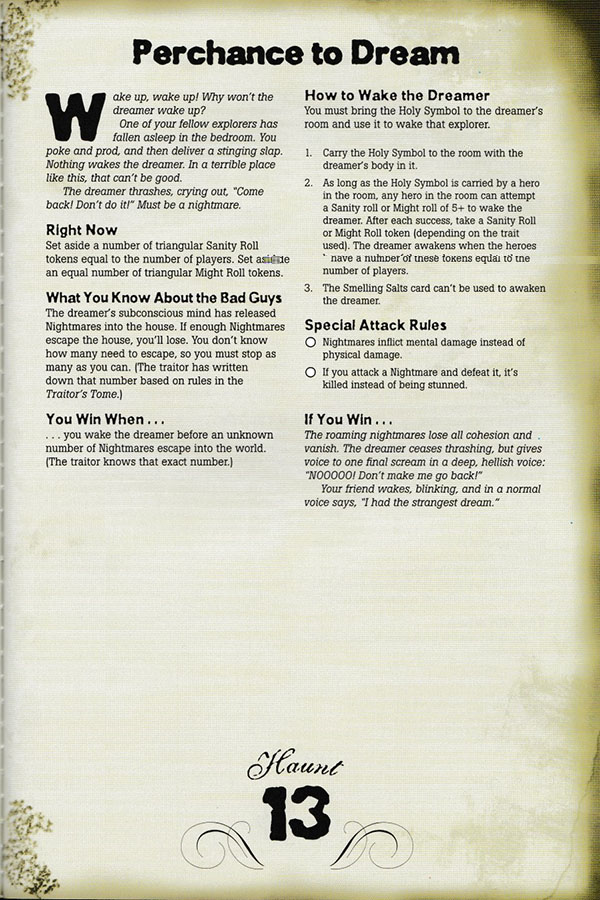 Perchance to Dream
Wake up, wake up! Why won't the
dreamer wake up?
One of your fellow explorers has
fallen asleep in the bedroom. You
poke and prod, and then deliver a stinging slap.
Nothing wakes the dreamer. In a terrible place
like this, that can't be good.
The dreamer thrashes, crying out, "Come
back! Don't do it!" Must be a nightmare.
Right Now
Set aside a number of triangular Sanity Roll
tokens equal to the number of players. Set aside
an equal number of triangular Might Roll tokens.
What You Know About the Bad Guys
The dreamer's subconscious mind has released
Nightmares into the house. If enough Nightmares
escape the house, you'll lose. You don't know
how many need to escape, so you must stop as
many as you can. (The traitor has written
down that number based on rules in the
Traitor's Tome.)
You Win When . . .
. . . you wake the dreamer before an unknown
number of Nightmares escape into the world.
(The traitor knows that exact number.)
How to Wake the Dreamer
You must bring the Holy Symbol to the dreamer's
room and use it to wake that explorer.
1. Carry the Holy Symbol to the room with the
dreamer's body in it.
2. As long as the Holy Symbol is carried by a hero
in the room, any hero in the room can attempt
a Sanity roll or Might roll of 5+ to wake the
dreamer. After each success, take a Sanity Roll
or Might Roll token (depending on the trait
used). The dreamer awakens when the heroes
have a number of these tokens equal to the
number of players.
3. The Smelling Salts card can't be used to awaken
the dreamer.
Special Attack Rules
Nightmares inflict mental damage instead of
physical damage.
If you attack a Nightmare and defeat it, it's
killed instead of being stunned.
If You Win . . .
The roaming nightmares lose all cohesion and
vanish. The dreamer ceases thrashing, but gives
voice to one final scream in a deep, hellish voice:
"NOOOOO! Don't make me go back!"
Your friend wakes, blinking, and in a normal
voice says, "I had the strangest dream."
Haunt
13